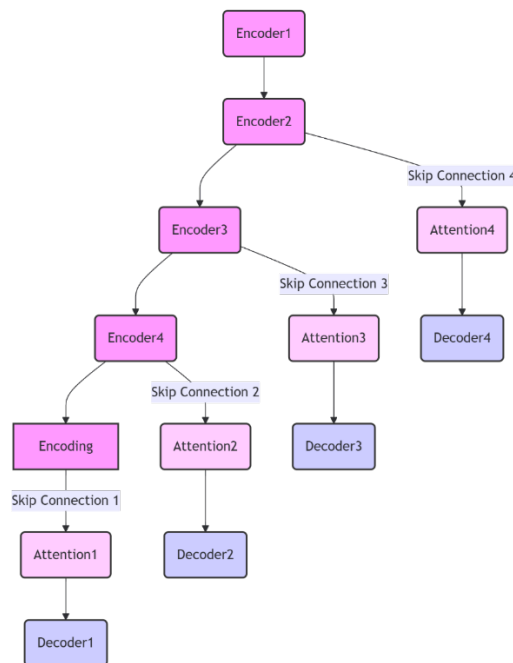 Encoder1
Encoder2
Skip Connection 4
Encoder3
Attention4
Skip Connection 3
Encoder4
Attention3
Decoder4
Skip Connection 2
Encoding
Attention2
Decoder3
Skip Connection 1
Attention1
Decoder2
Decoder1